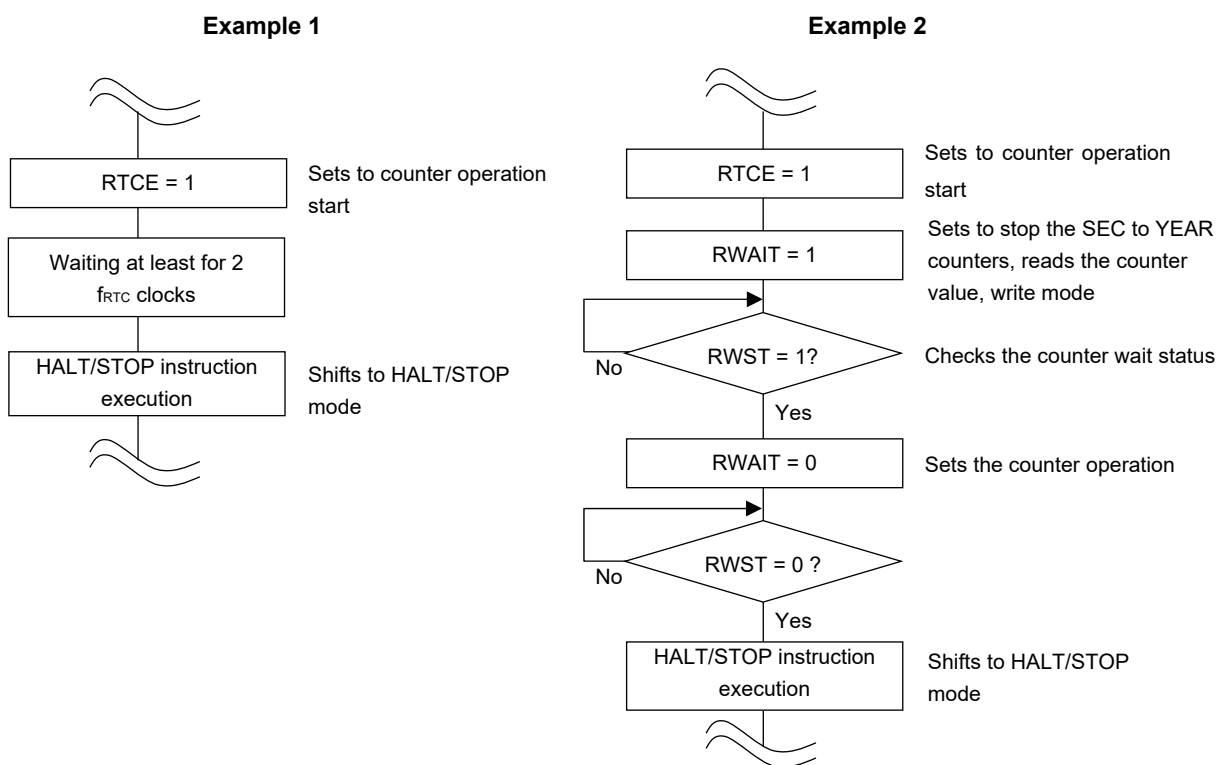 Example 1
RTCE = 1
Sets to counter operation
start
Waiting at least for 2
fRTC clocks
HALT/STOP instruction
execution
Shifts to HALT/STOP
mode
Example 2
RTCE = 1
Sets to counter operation
start
RWAIT = 1
Sets to stop the SEC to YEAR
counters, reads the counter
value, write mode
RWST = 1?
No
Checks the counter wait status
Yes
RWAIT = 0
Sets the counter operation
RWST = 0 ?
No
Yes
HALT/STOP instruction
execution
Shifts to HALT/STOP
mode